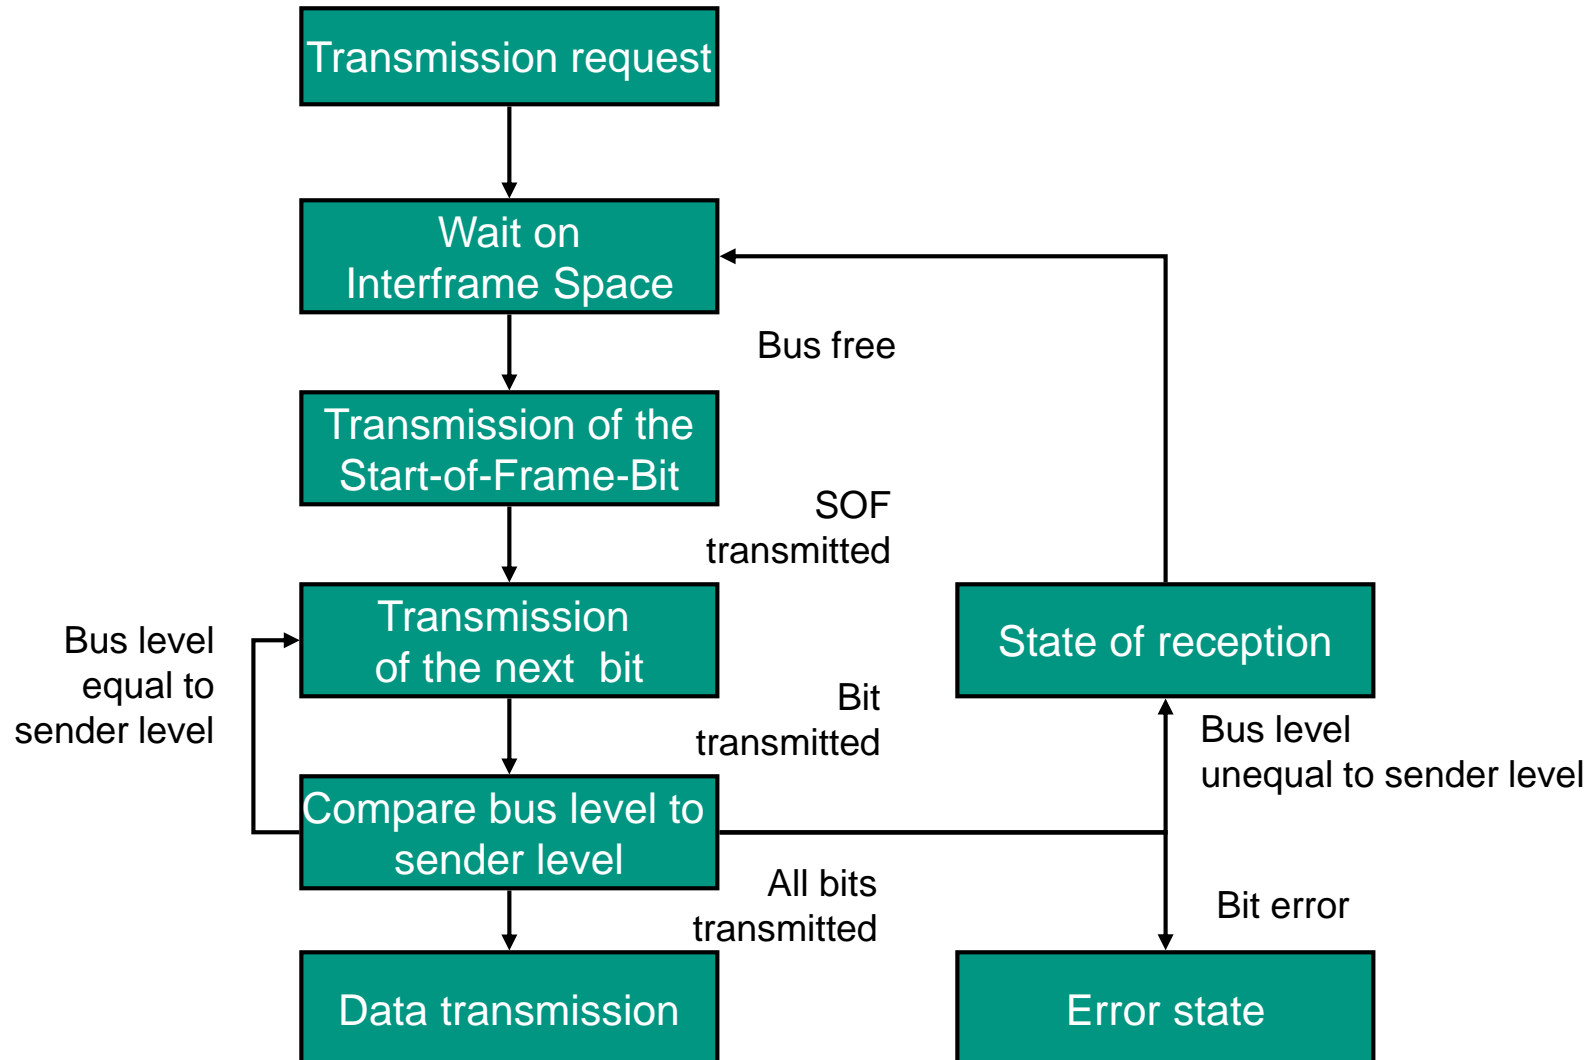 Transmission request
Wait on
Interframe Space
Bus free
Transmission of the
Start-of-Frame-Bit
SOF
transmitted
Bus level
equal to
sender level
Transmission
of the next bit
State of reception
Bit
transmitted
Bus level
unequal to sender level
Compare bus level to
sender level
All bits
transmitted
Bit error
Data transmission
Error state